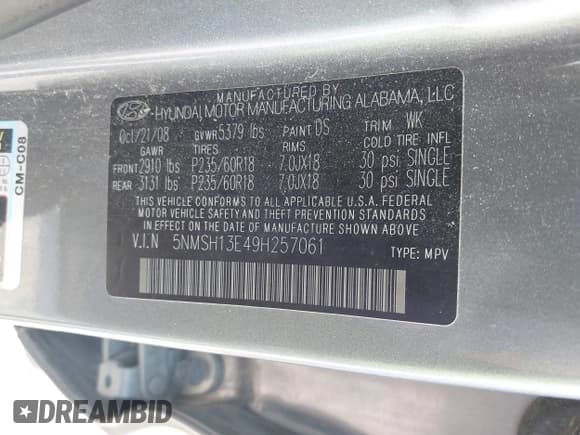 MANUFACTURED BY
HYUNDAI MOTOR MANUFACTURING ALABAMA, LLC
Oct/21/08 GVWR 5379 lbs PAINT DS TRIM WK
GAWR TIRES RIMS COLD TIRE INFL
FRONT 2910 lbs P235/60R18 7.0JX18 30 psi SINGLE
REAR 3131 lbs P235/60R18 7.0JX18 30 psi SINGLE
THIS VEHICLE CONFORMS TO ALL APPLICABLE U.S.A. FEDERAL
MOTOR VEHICLE SAFETY, BUMPER, AND THEFT PREVENTION STANDARDS
IN EFFECT ON THE DATE OF MANUFACTURE SHOWN ABOVE
V.I.N 5NMSH13E49H257061 TYPE: MPV
CM-C08
DREAMBID